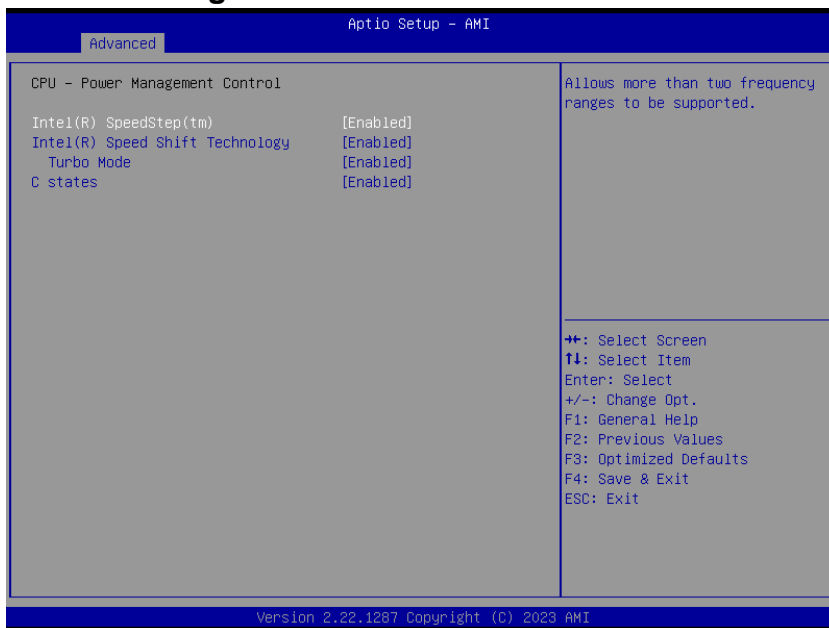 Aptio Setup – AMI
Advanced
CPU – Power Management Control
Intel(R) SpeedStep(tm) [Enabled]
Intel(R) Speed Shift Technology [Enabled]
Turbo Mode [Enabled]
C states [Enabled]
Allows more than two frequency
ranges to be supported.
→←: Select Screen
↑↓: Select Item
Enter: Select
+/-: Change Opt.
F1: General Help
F2: Previous Values
F3: Optimized Defaults
F4: Save & Exit
ESC: Exit
Version 2.22.1287 Copyright (C) 2023 AMI